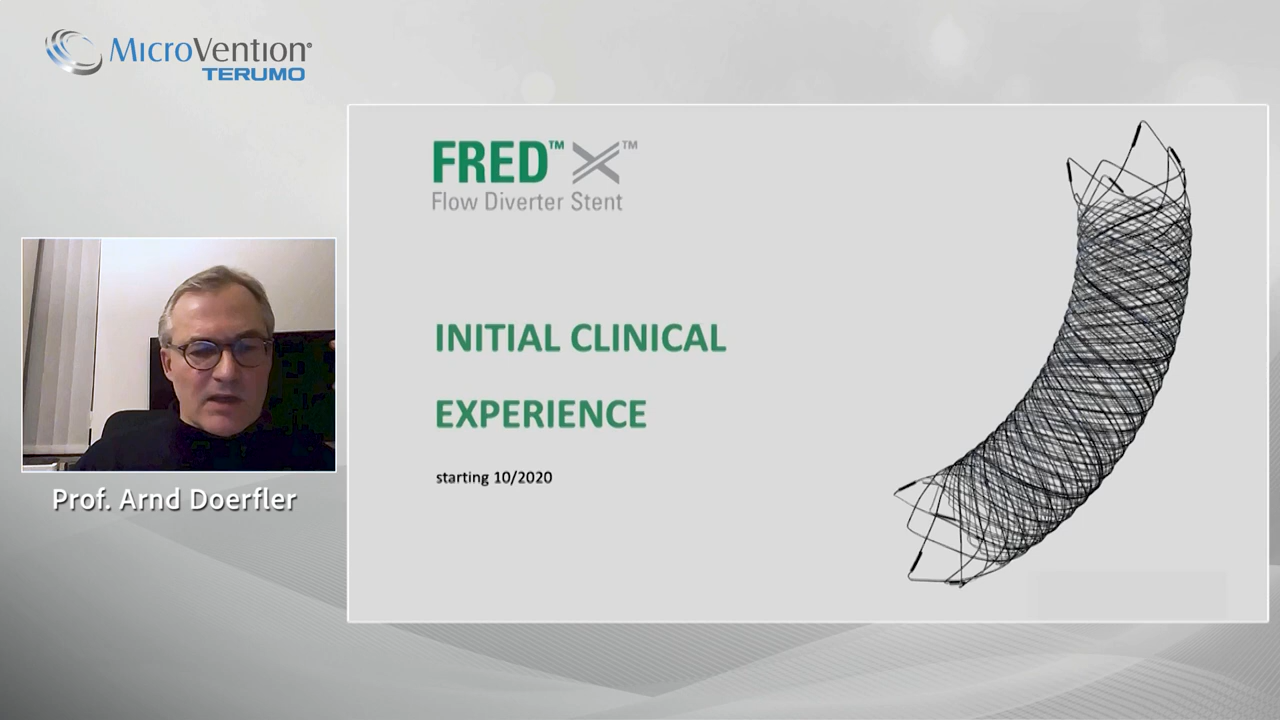 MICROVENTION®
TERUMO
FRED™ X™
Flow Diverter Stent
INITIAL CLINICAL
EXPERIENCE
starting 10/2020
Prof. Arnd Doerfler